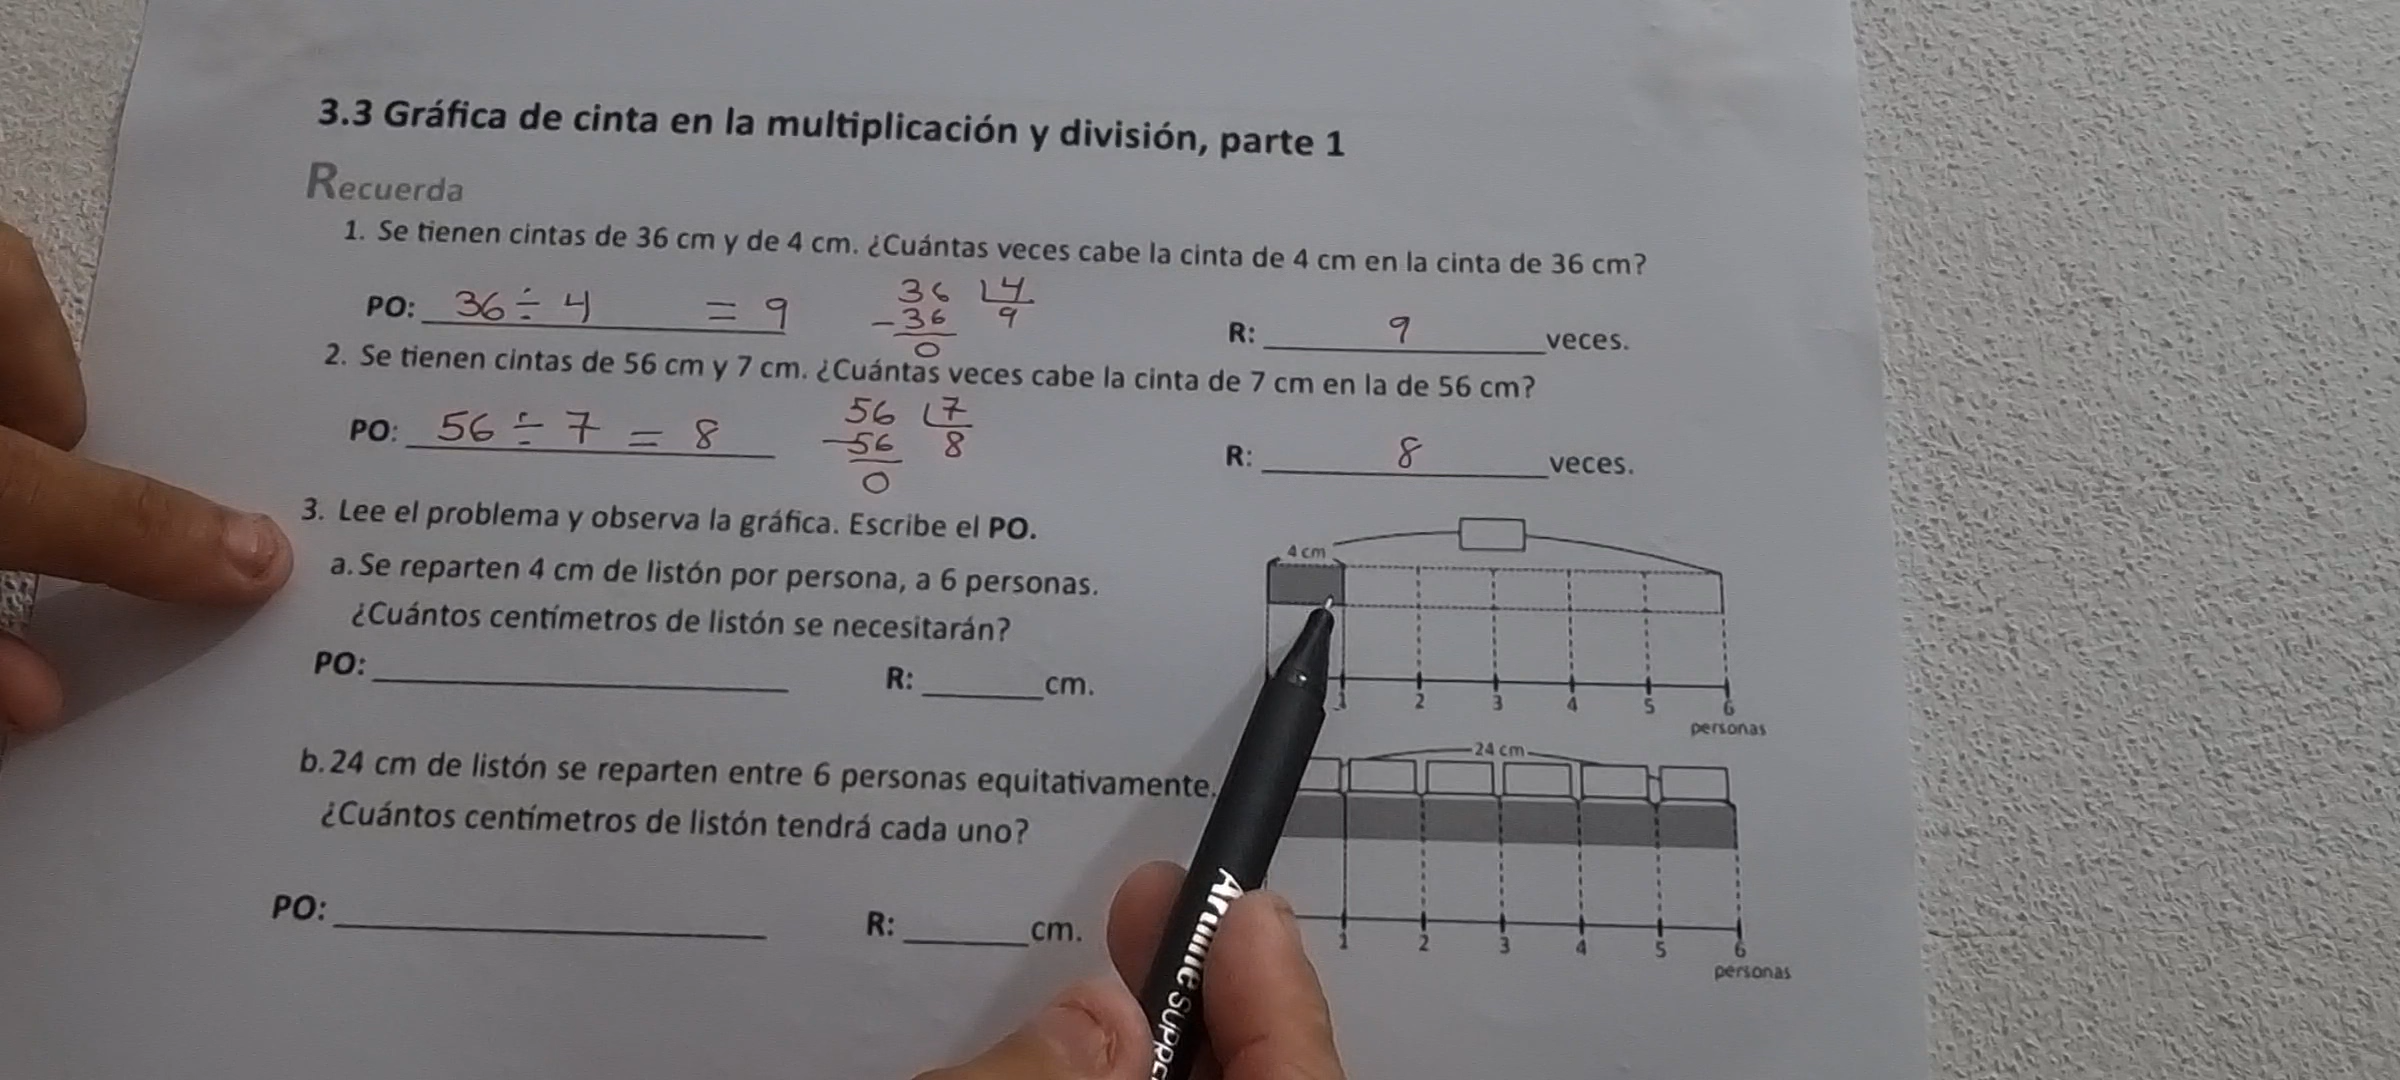 3.3 Gráfica de cinta en la multiplicación y división, parte 1
Recuerda
1. Se tienen cintas de 36 cm y de 4 cm. ¿Cuántas veces cabe la cinta de 4 cm en la cinta de 36 cm?
PO: 36 ÷ 4 = 9
36 4
- 36 9
0
R: 9 veces.
2. Se tienen cintas de 56 cm y 7 cm. ¿Cuántas veces cabe la cinta de 7 cm en la de 56 cm?
PO: 56 ÷ 7 = 8
56 7
- 56 8
0
R: 8 veces.
3. Lee el problema y observa la gráfica. Escribe el PO.
a. Se reparten 4 cm de listón por persona, a 6 personas.
¿Cuántos centímetros de listón se necesitarán?
PO: R: cm.
4 cm
1 2 3 4 5 6
personas
b. 24 cm de listón se reparten entre 6 personas equitativamente.
¿Cuántos centímetros de listón tendrá cada uno?
PO: R: cm.
24 cm
1 2 3 4 5 6
personas